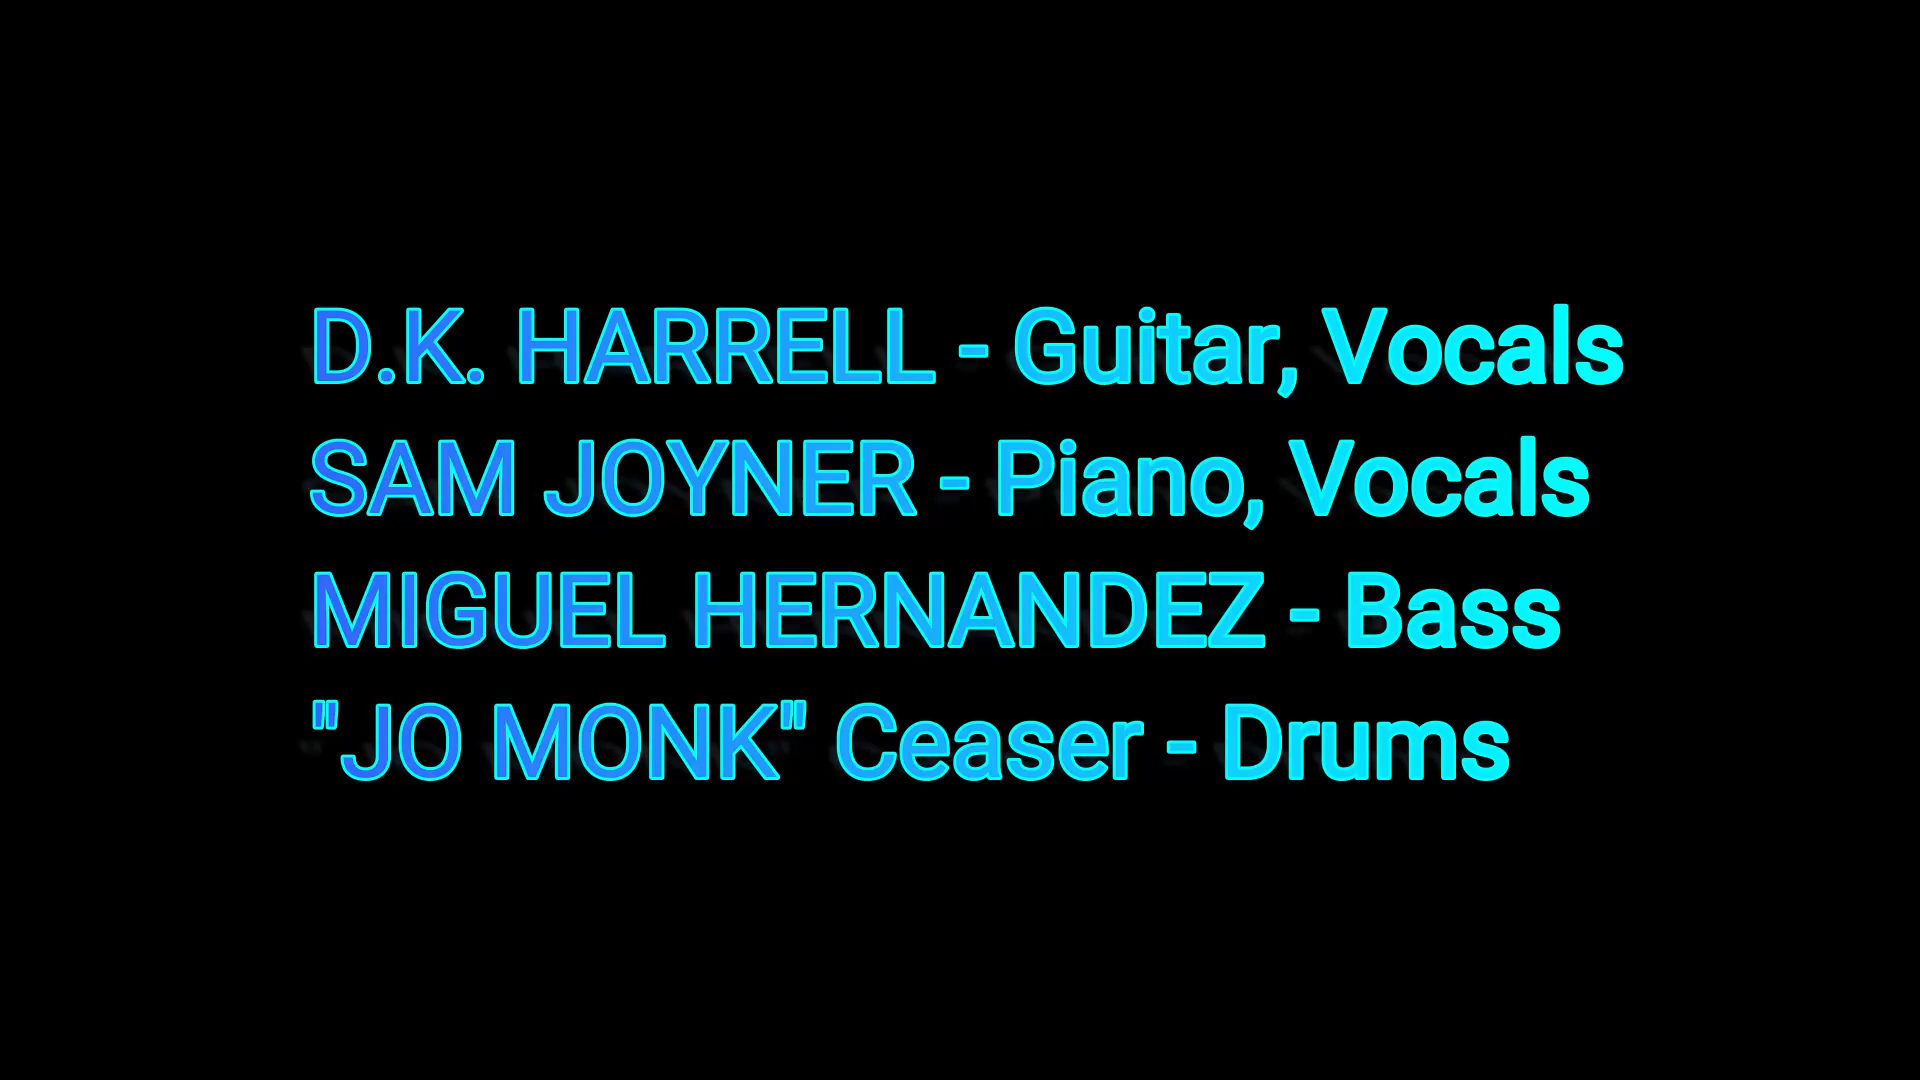 D.K. HARRELL - Guitar, Vocals
SAM JOYNER - Piano, Vocals
MIGUEL HERNANDEZ - Bass
"JO MONK" Ceaser - Drums